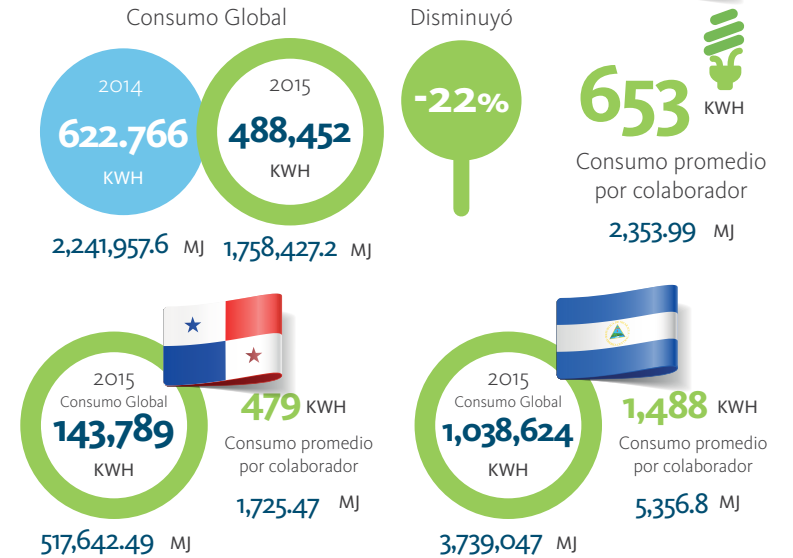 Consumo Global
Disminuyó
2014
622.766
KWH
2,241,957.6 MJ
2015
488,452
KWH
1,758,427.2 MJ
-22%
653 KWH
Consumo promedio
por colaborador
2,353.99 MJ
2015
Consumo Global
143,789
KWH
517,642.49 MJ
479 KWH
Consumo promedio
por colaborador
1,725.47 MJ
2015
Consumo Global
1,038,624
KWH
3,739,047 MJ
1,488 KWH
Consumo promedio
por colaborador
5,356.8 MJ